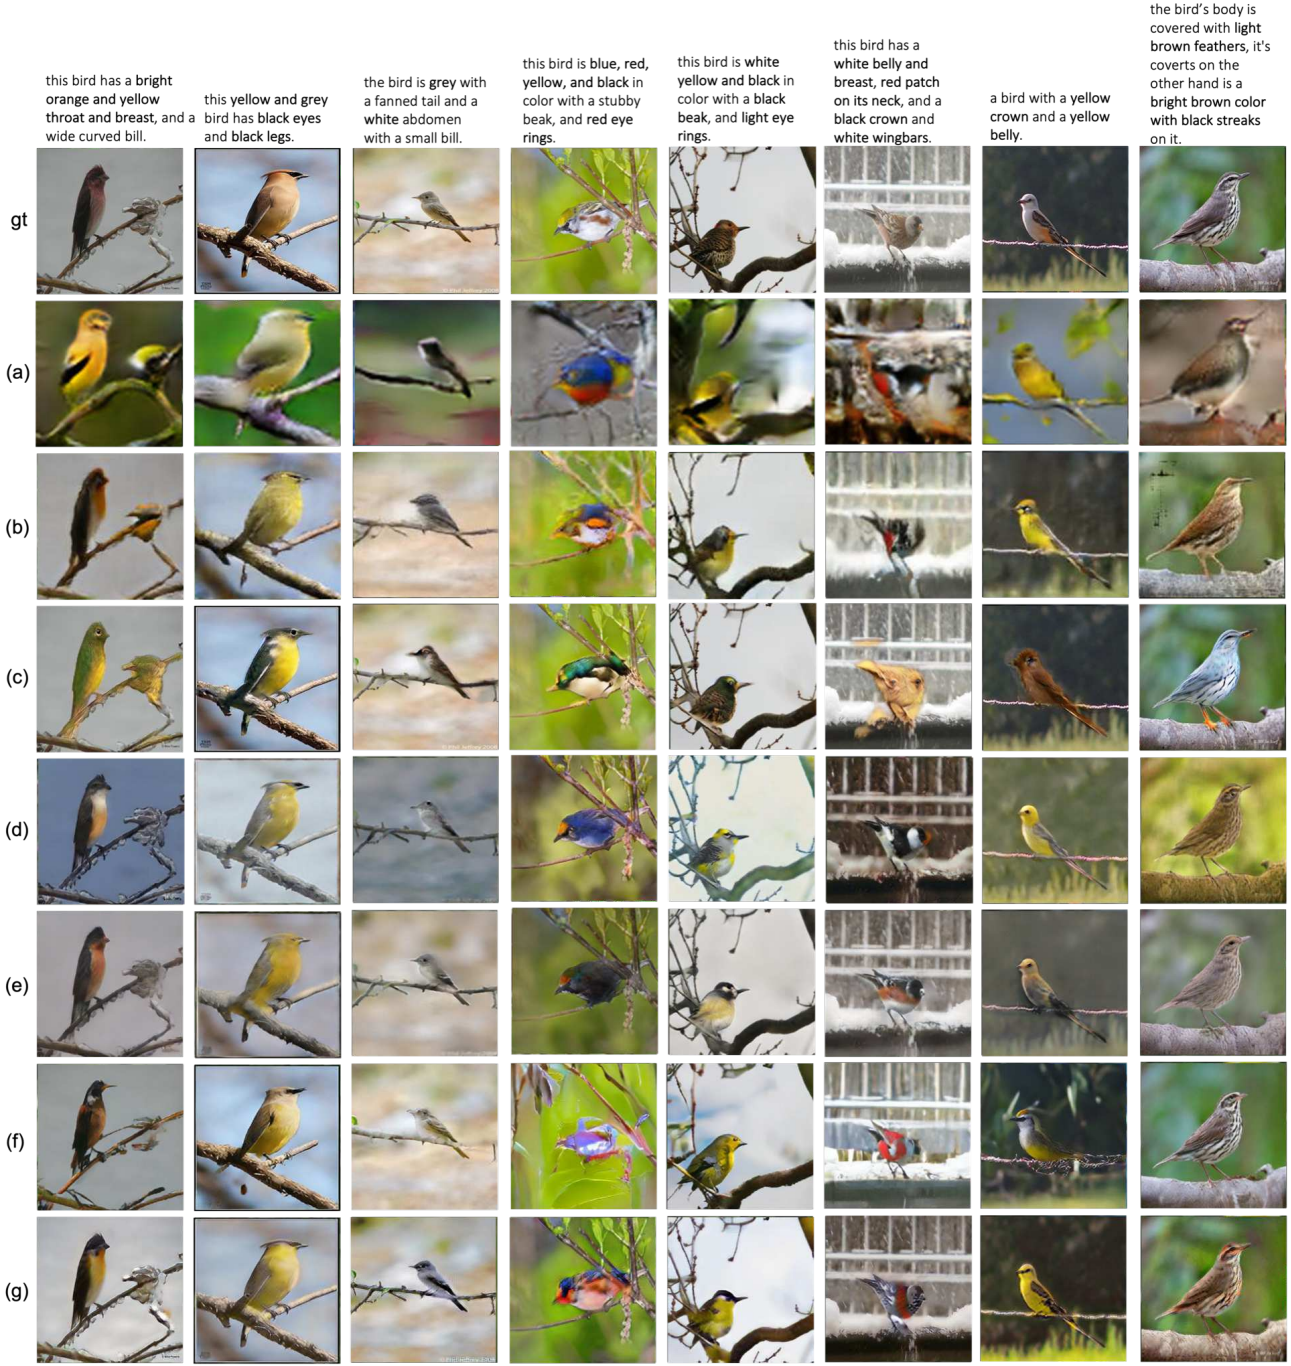 this bird has a bright
orange and yellow
throat and breast, and a
wide curved bill.
this yellow and grey
bird has black eyes
and black legs.
the bird is grey with
a fanned tail and a
white abdomen
with a small bill.
this bird is blue, red,
yellow, and black in
color with a stubby
beak, and red eye
rings.
this bird is white
yellow and black in
color with a black
beak, and light eye
rings.
this bird has a
white belly and
breast, red patch
on its neck, and a
black crown and
white wingbars.
a bird with a yellow
crown and a yellow
belly.
the bird's body is
covered with light
brown feathers, it's
coverts on the
other hand is a
bright brown color
with black streaks
on it.
gt
(a)
(b)
(c)
(d)
(e)
(f)
(g)